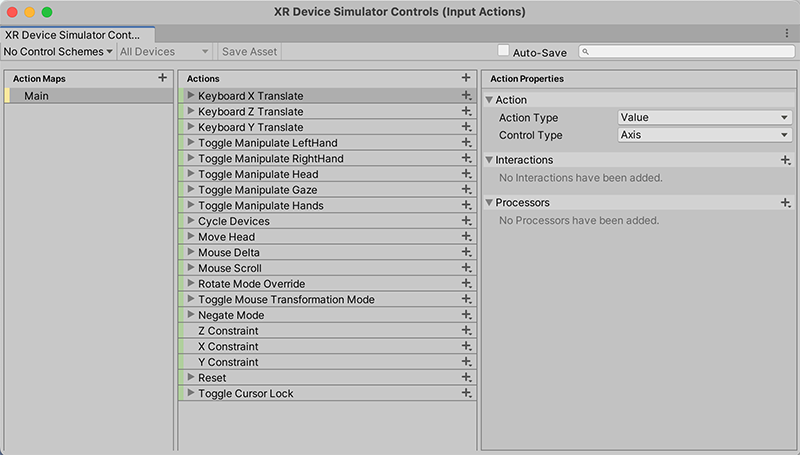 XR Device Simulator Controls (Input Actions)
XR Device Simulator Cont...
No Control Schemes All Devices Save Asset Auto-Save
Action Maps
Main
Actions
Keyboard X Translate
Keyboard Z Translate
Keyboard Y Translate
Toggle Manipulate LeftHand
Toggle Manipulate RightHand
Toggle Manipulate Head
Toggle Manipulate Gaze
Toggle Manipulate Hands
Cycle Devices
Move Head
Mouse Delta
Mouse Scroll
Rotate Mode Override
Toggle Mouse Transformation Mode
Negate Mode
Z Constraint
X Constraint
Y Constraint
Reset
Toggle Cursor Lock
Action Properties
Action
Action Type Value
Control Type Axis
Interactions
No Interactions have been added.
Processors
No Processors have been added.